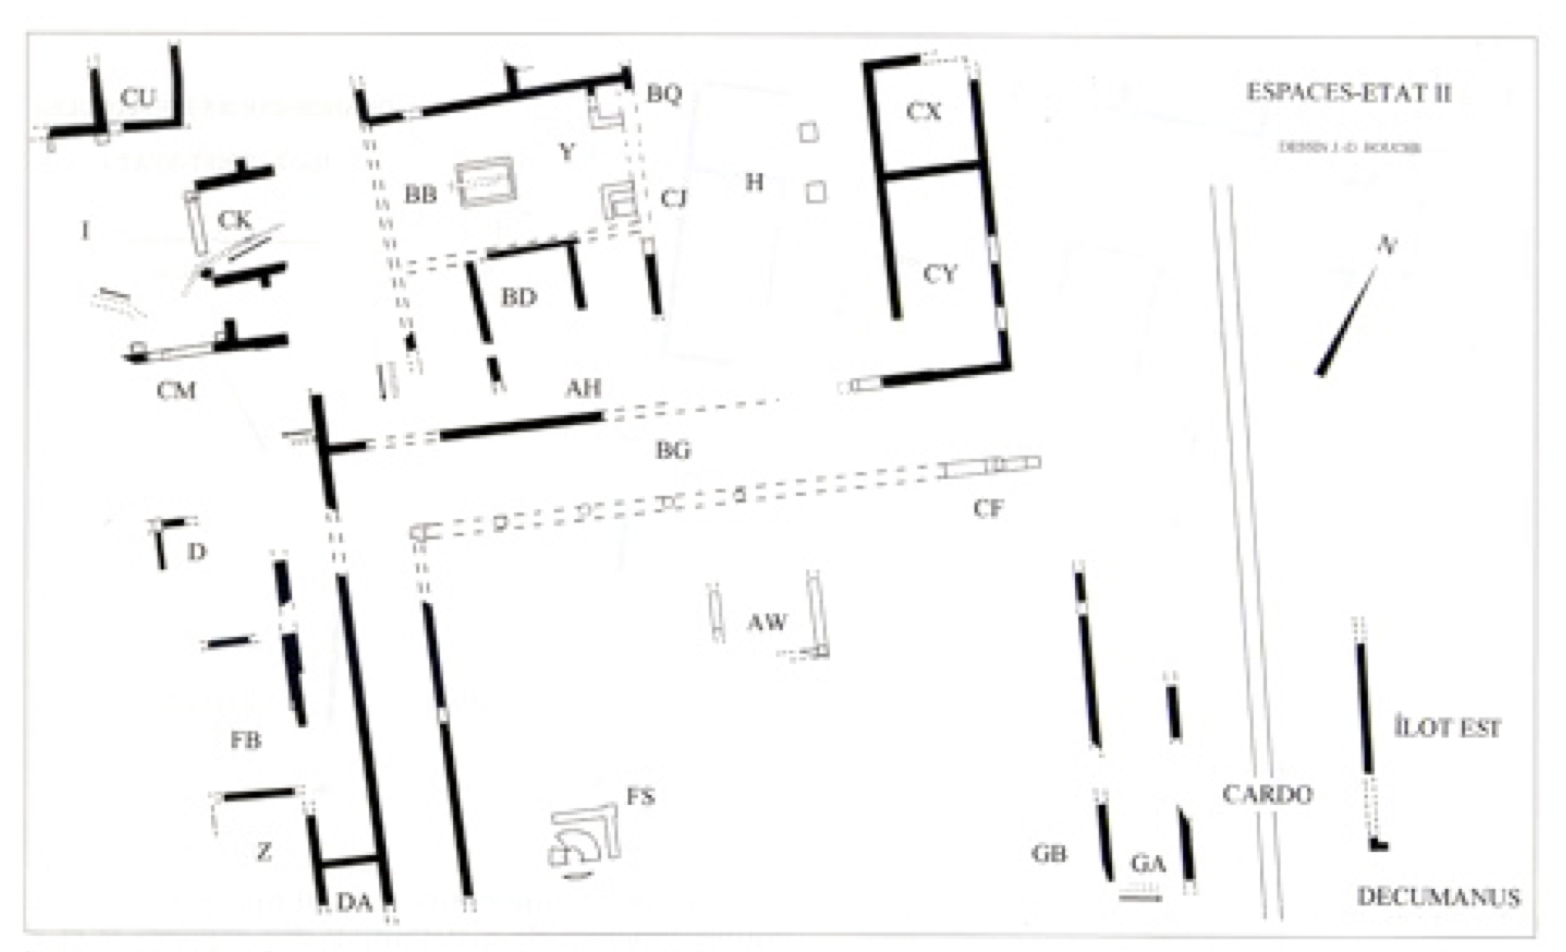 CU
BQ
CX
ESPACES-ETAT II
DESSIN J.-D. BOUCHE
Y
H
BB
CJ
CK
I
N
CY
BD
CM
AH
BG
CF
D
AW
FB
İLOT EST
FS
CARDO
Z
GB
GA
DA
DECUMANUS